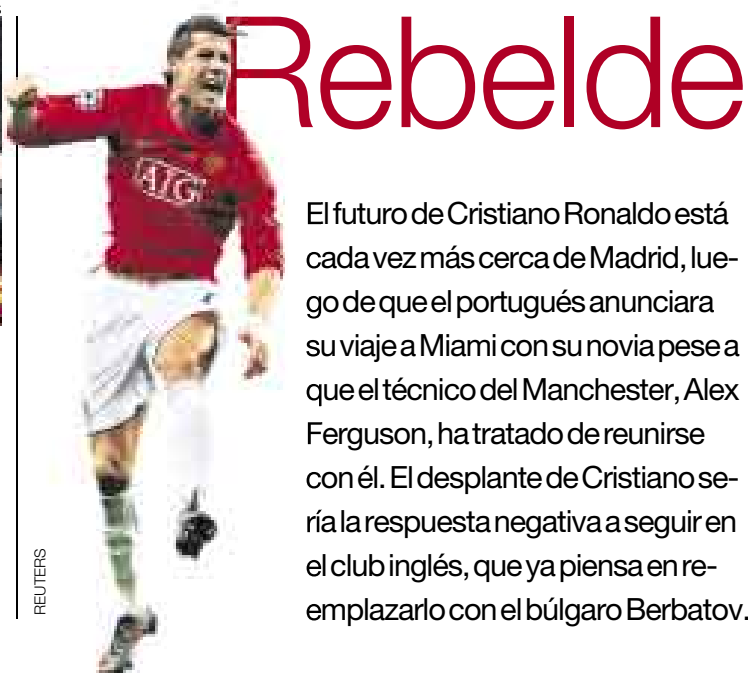 Rebelde
El futuro de Cristiano Ronaldo está
cada vez más cerca de Madrid, lue-
go de que el portugués anunciara
su viaje a Miami con su novia pese a
que el técnico del Manchester, Alex
Ferguson, ha tratado de reunirse
con él. El desplante de Cristiano se-
ría la respuesta negativa a seguir en
el club inglés, que ya piensa en re-
emplazarlo con el búlgaro Berbatov.
AIG
REUTERS